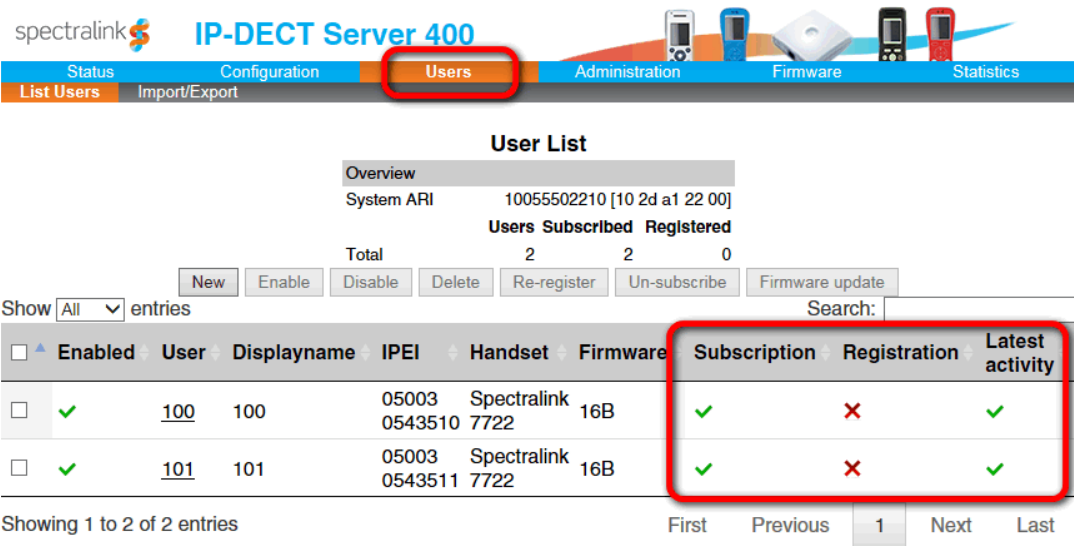 spectralink IP-DECT Server 400
Status Configuration Users Administration Firmware Statistics
List Users Import/Export
User List
Overview
System ARI 10055502210 [10 2d a1 22 00]
Users Subscribed Registered
Total 2 2 0
New Enable Disable Delete Re-register Un-subscribe Firmware update
Show All entries Search:
Enabled User Displayname IPEI Handset Firmware Subscription Registration Latest activity
100 100 05003 0543510 Spectralink 7722 16B
101 101 05003 0543511 Spectralink 7722 16B
Showing 1 to 2 of 2 entries First Previous 1 Next Last